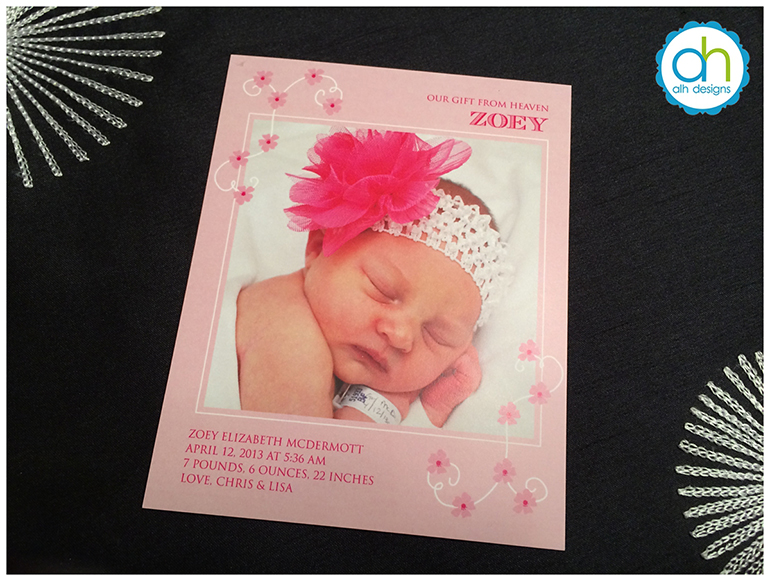 ah
alh designs
OUR GIFT FROM HEAVEN
ZOEY
ZOEY ELIZABETH MCDERMOTT
APRIL 12, 2013 AT 5:36 AM
7 POUNDS, 6 OUNCES, 22 INCHES
LOVE, CHRIS & LISA